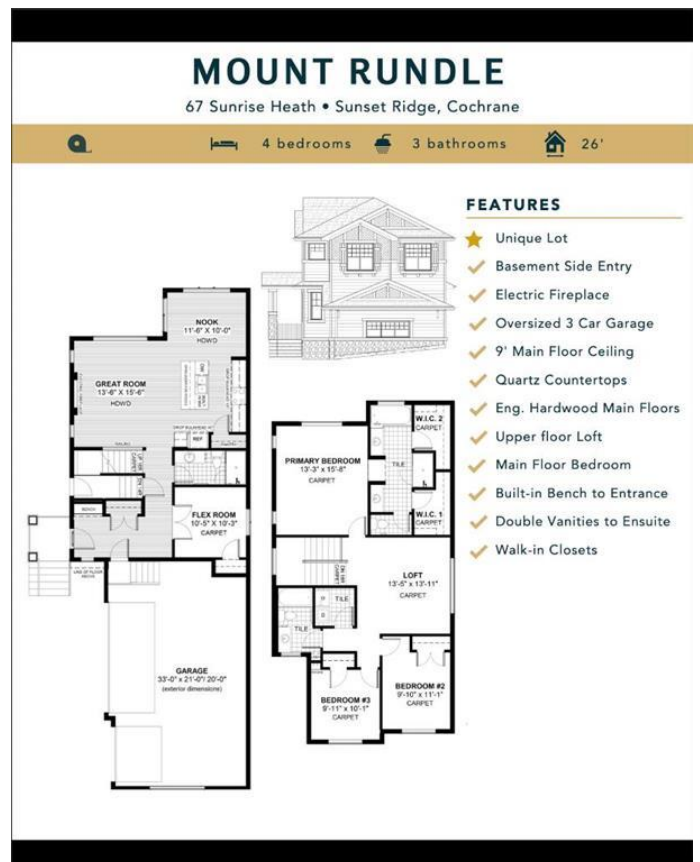 MOUNT RUNDLE
67 Sunrise Heath • Sunset Ridge, Cochrane
4 bedrooms
3 bathrooms
26'
FEATURES
Unique Lot
Basement Side Entry
Electric Fireplace
Oversized 3 Car Garage
9' Main Floor Ceiling
Quartz Countertops
Eng. Hardwood Main Floors
Upper floor Loft
Main Floor Bedroom
Built-in Bench to Entrance
Double Vanities to Ensuite
Walk-in Closets
NOOK
11'-6" X 10'-0"
HDWD
GREAT ROOM
13'-6" X 15'-6"
HDWD
REF
RAILING
BENCH
FLEX ROOM
10'-5" X 10'-3"
CARPET
LINE OF FLOOR
ABOVE
GARAGE
33'-0" x 21'-0"/ 20'-0"
(exterior dimensions)
W.I.C. 2
CARPET
PRIMARY BEDROOM
13'-3" x 15'-8"
CARPET
TILE
W.I.C. 1
CARPET
LOFT
13'-5" x 13'-11"
CARPET
TILE
TILE
BEDROOM #2
9'-10" x 11'-1"
CARPET
BEDROOM #3
9'-11" x 10'-1"
CARPET